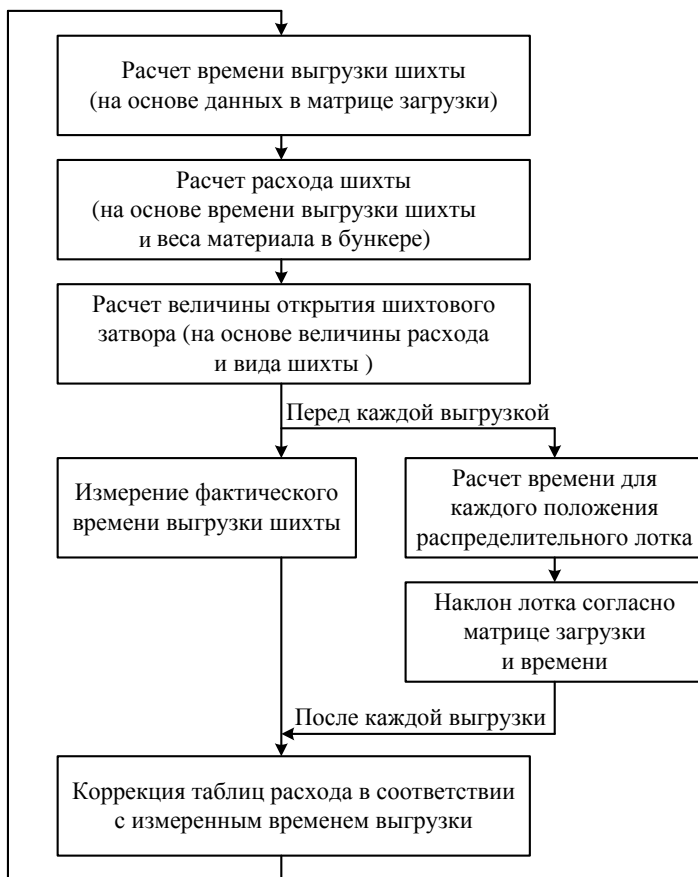 Расчет времени выгрузки шихты
(на основе данных в матрице загрузки)
Расчет расхода шихты
(на основе времени выгрузки шихты
и веса материала в бункере)
Расчет величины открытия шихтового
затвора (на основе величины расхода
и вида шихты )
Перед каждой выгрузкой
Измерение фактического
времени выгрузки шихты
Расчет времени для
каждого положения
распределительного лотка
Наклон лотка согласно
матрице загрузки
и времени
После каждой выгрузки
Коррекция таблиц расхода в соответствии
с измеренным временем выгрузки